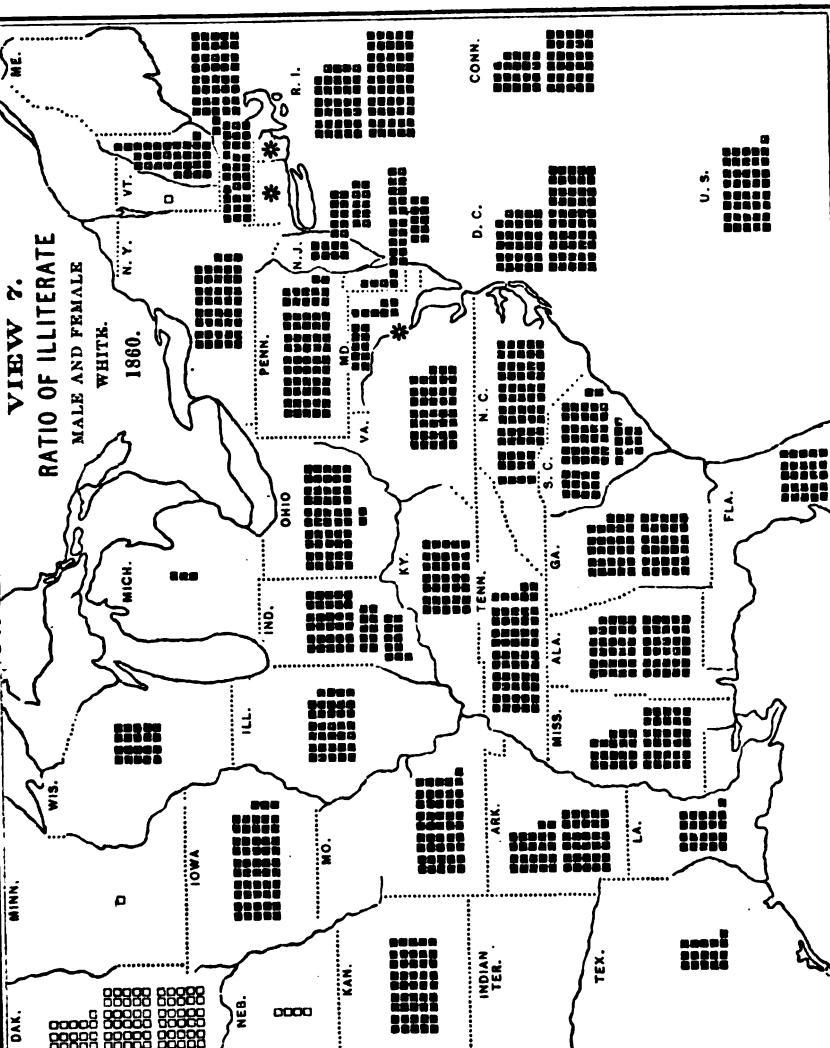 VIEW 7.
RATIO OF ILLITERATE
MALE AND FEMALE
WHITE.
1860.
ME.
VT.
N.Y.
R. I.
CONN.
N.J.
D. C.
U. S.
PENN.
MD.
VA.
N. C.
S. C.
MICH.
OHIO
KY.
IND.
TENN.
GA.
FLA.
ALA.
WIS.
ILL.
MISS.
MINN.
IOWA
MO.
ARK.
LA.
DAK.
NEB.
KAN.
INDIAN
TER.
TEX.